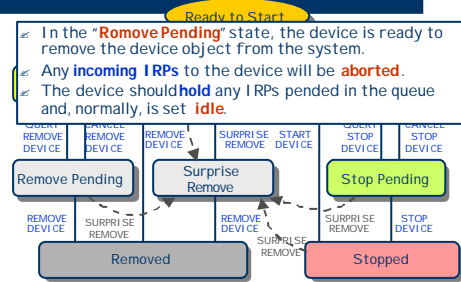 Ready to Start
In the "Romove Pending" state, the device is ready to
remove the device object from the system.
Any incoming IRPs to the device will be aborted.
The device should hold any IRPs pended in the queue
and, normally, is set idle.
QUERY REMOVE DEVICE
CANCEL REMOVE DEVICE
REMOVE DEVICE
SURPRISE REMOVE
START DEVICE
QUERY STOP DEVICE
CANCEL STOP DEVICE
Remove Pending
Surprise
Remove
Stop Pending
REMOVE
DEVICE
SURPRISE
REMOVE
REMOVE
DEVICE
SURPRISE
REMOVE
SURPRISE
REMOVE
STOP
DEVICE
Removed
Stopped